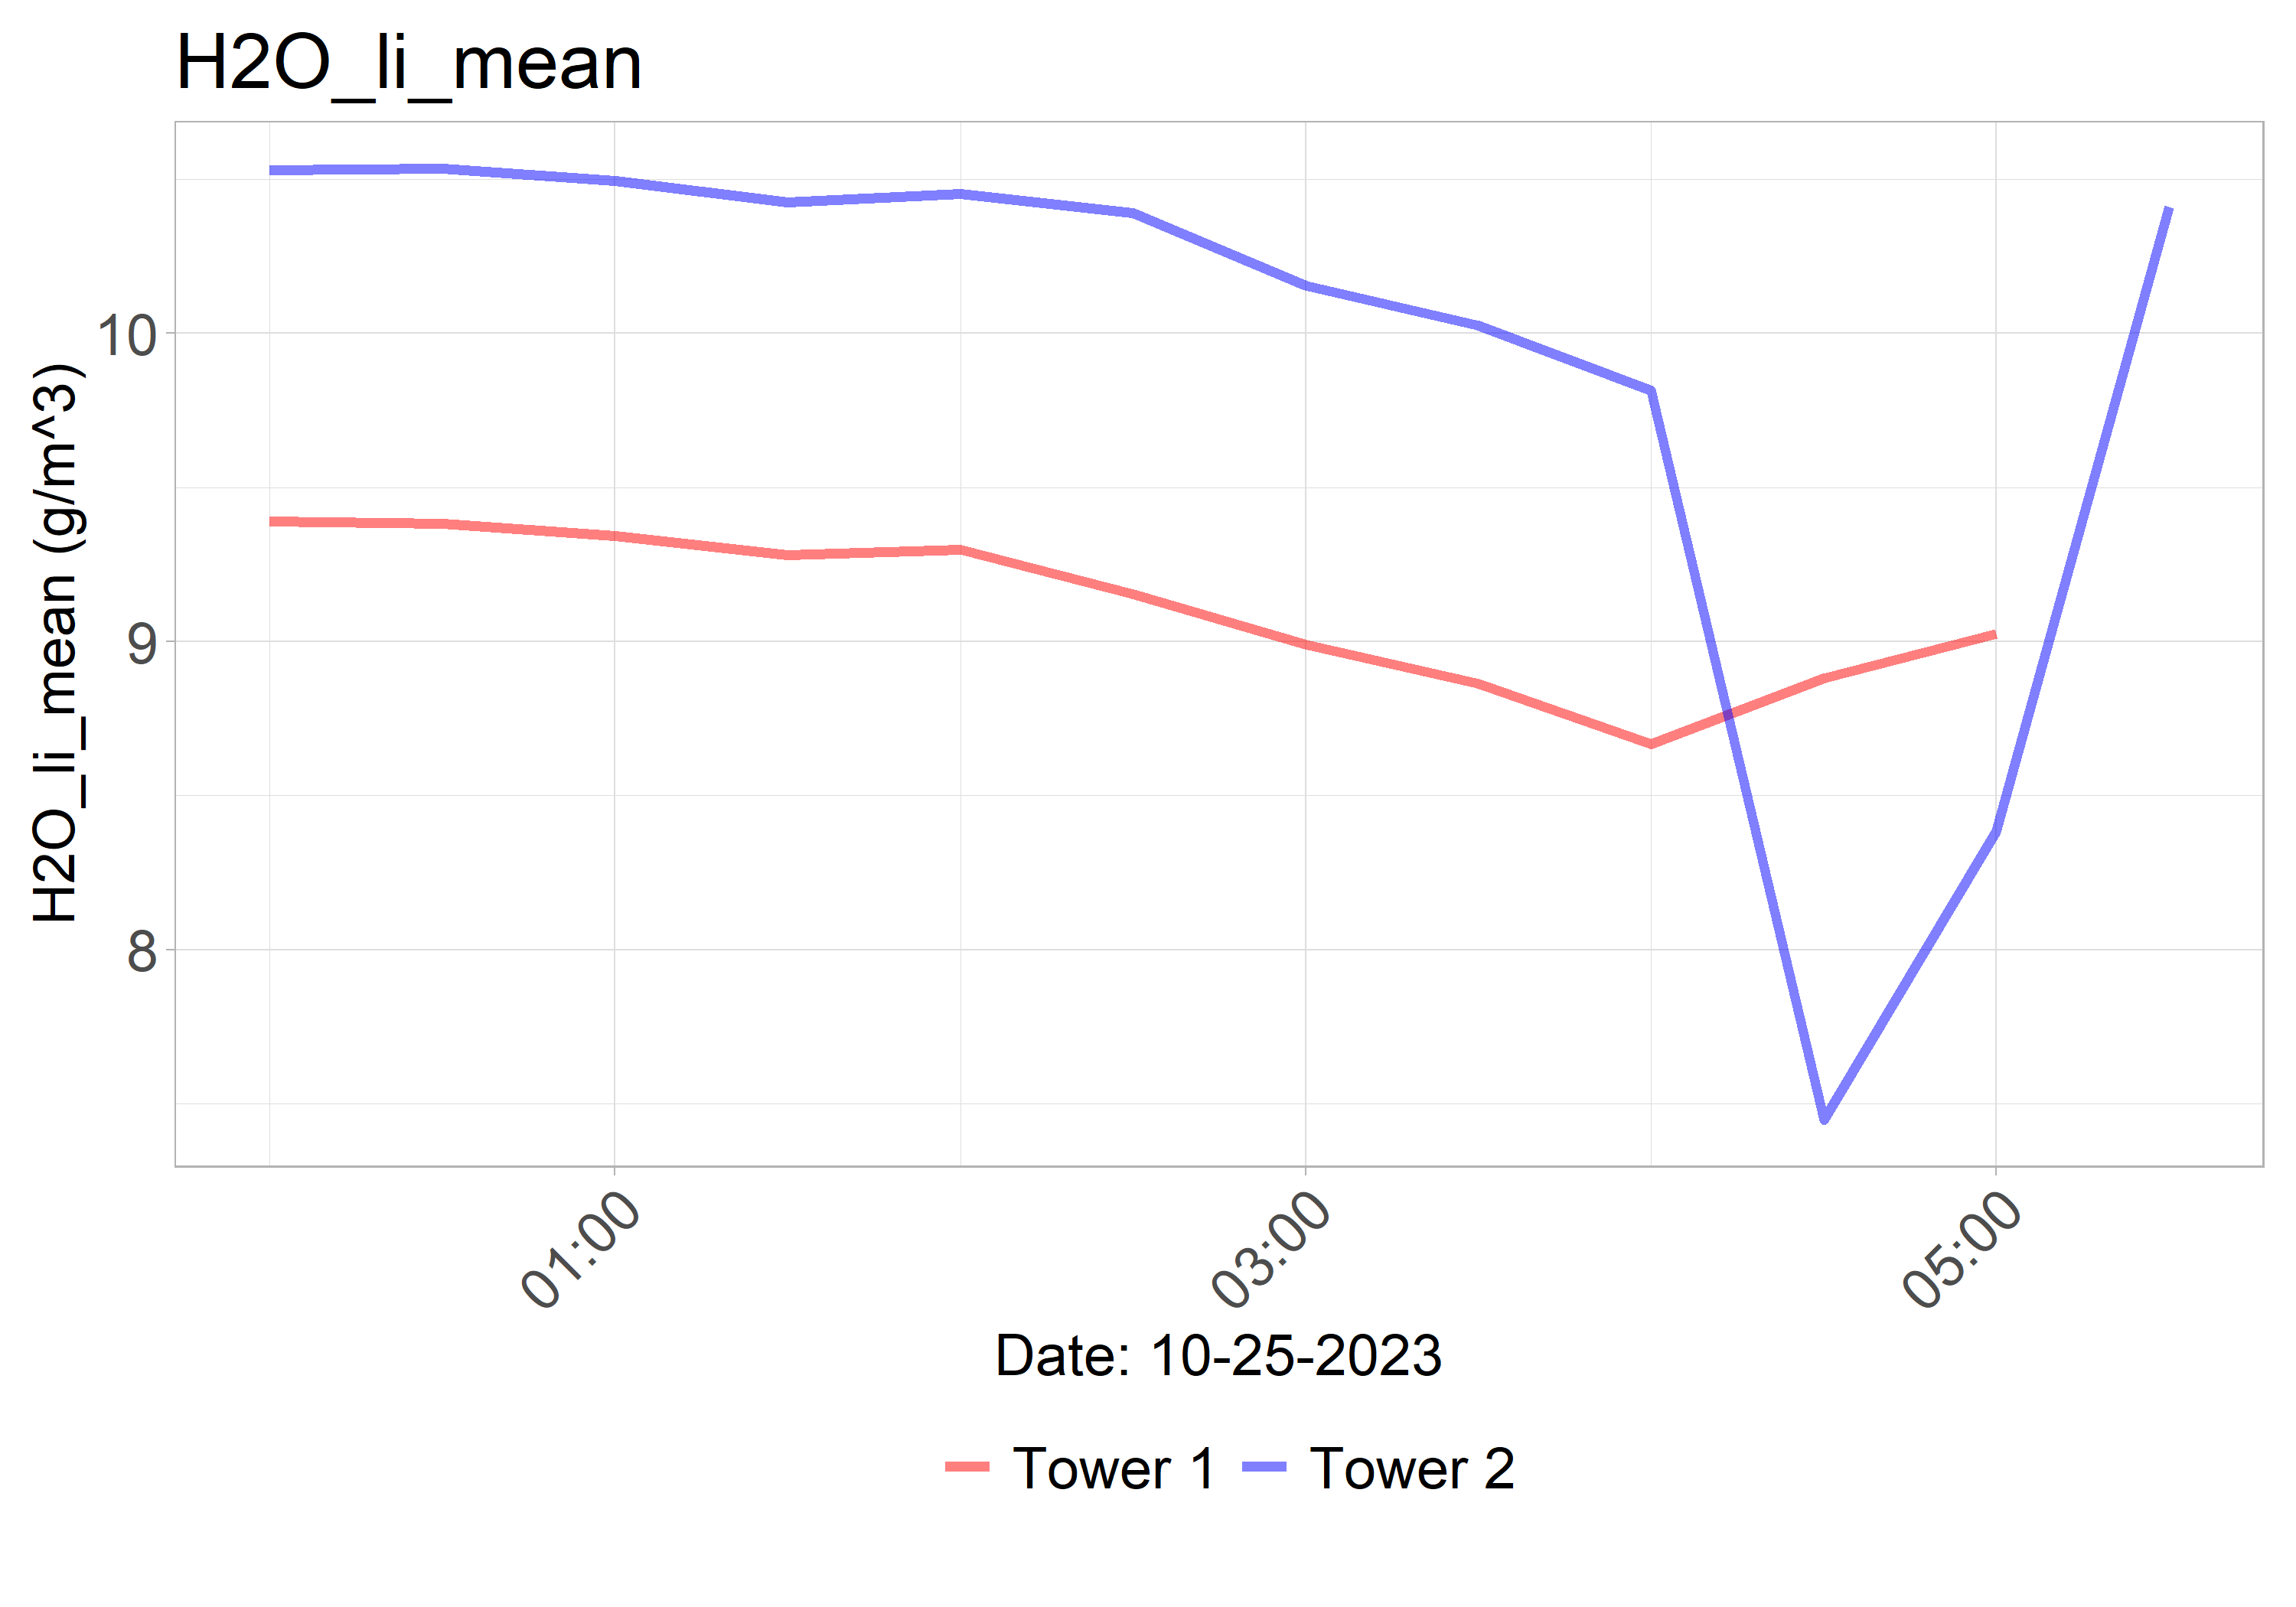 H2O_li_mean
H2O_li_mean (g/m^3)
10
9
8
01:00
03:00
05:00
Date: 10-25-2023
Tower 1
Tower 2